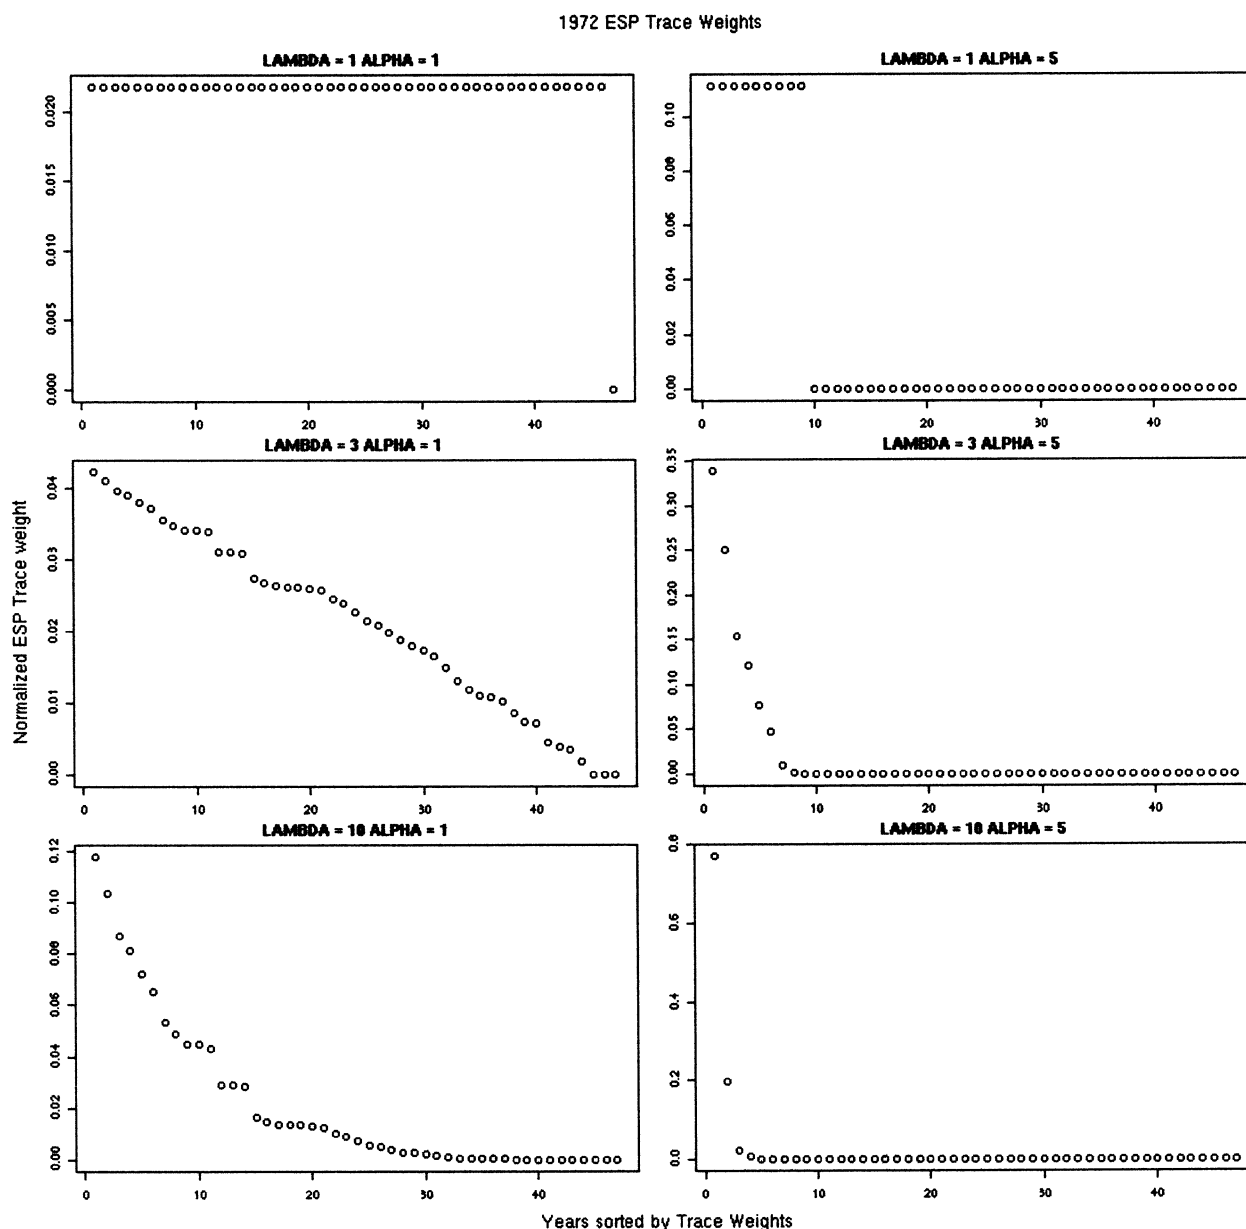 1972 ESP Trace Weights
LAMBDA = 1 ALPHA = 1
LAMBDA = 1 ALPHA = 5
0.020
0.015
0.010
0.005
0.000
0 10 20 30 40
0.10
0.08
0.06
0.04
0.02
0.00
0 10 20 30 40
LAMBDA = 3 ALPHA = 1
LAMBDA = 3 ALPHA = 5
Normalized ESP Trace weight
0.04
0.03
0.02
0.01
0.00
0 10 20 30 40
0.35
0.30
0.25
0.20
0.15
0.10
0.05
0.00
0 10 20 30 40
LAMBDA = 10 ALPHA = 1
LAMBDA = 10 ALPHA = 5
0.12
0.10
0.08
0.06
0.04
0.02
0.00
0 10 20 30 40
0.8
0.6
0.4
0.2
0.0
0 10 20 30 40
Years sorted by Trace Weights